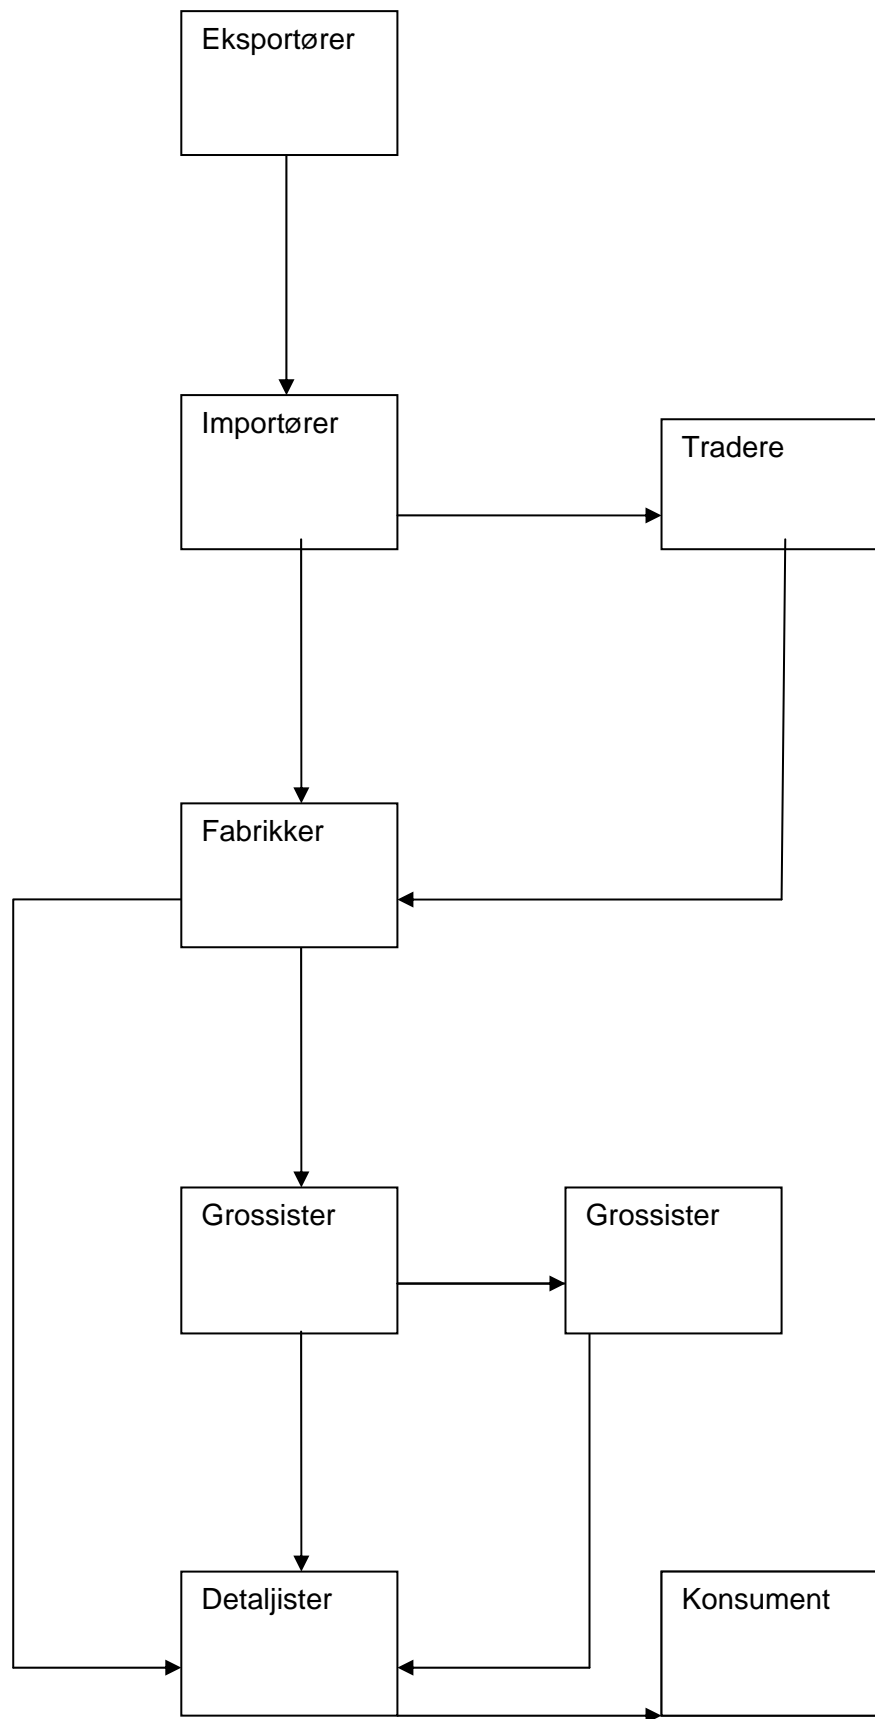 Eksportører
Importører
Tradere
Fabrikker
Grossister
Grossister
Detaljister
Konsument